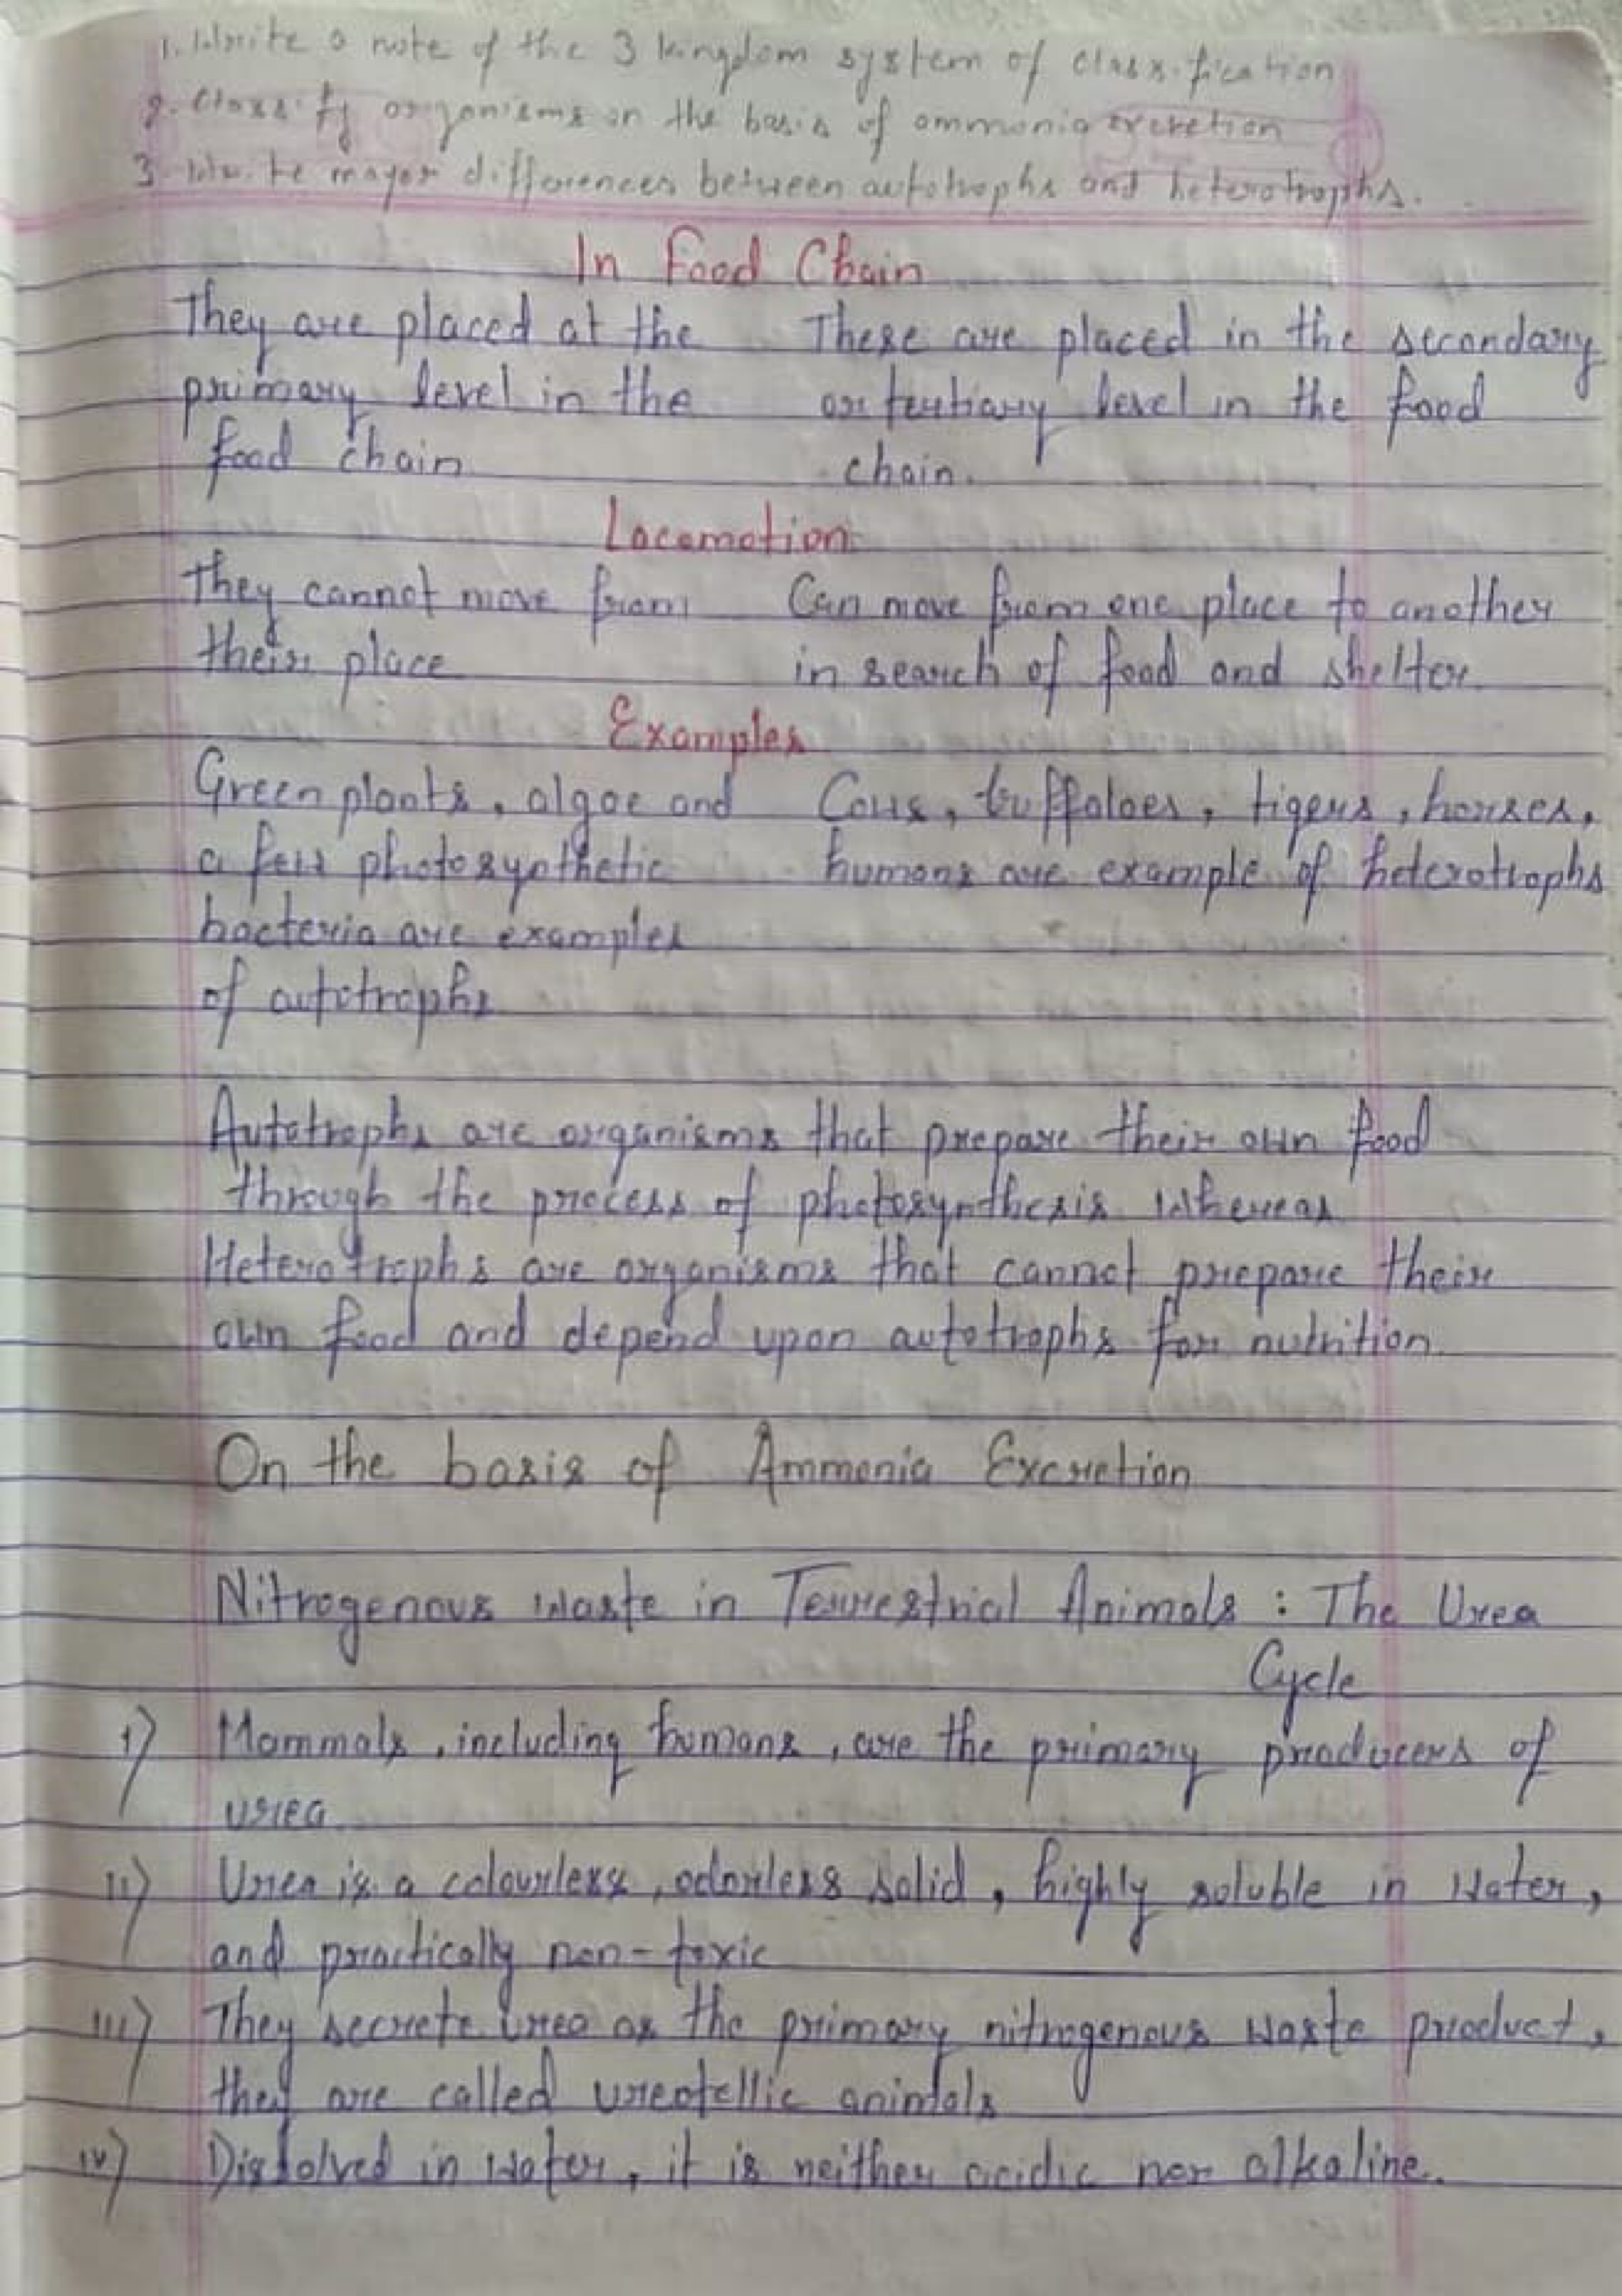 1. Write a note of the 3 kingdom system of classification
2. Classify organisms on the basis of ammonia excretion
3. Write major differences between autotrophs and heterotrophs.
In Food Chain
They are placed at the These are placed in the secondary
primary level in the or tertiary level in the food
food chain chain.
Locomotion
They cannot move from Can move from one place to another
their place in search of food and shelter
Examples
Green plants, algae and Cows, buffaloes, tigers, horses,
a few photosynthetic humans are example of heterotrophs
bacteria are examples
of autotrophs
Autotrophs are organisms that prepare their own food
through the process of photosynthesis whereas
Heterotrophs are organisms that cannot prepare their
own food and depend upon autotrophs for nutrition.
On the basis of Ammonia Excretion
Nitrogenous waste in Terrestrial Animals : The Urea
Cycle
i) Mammals, including humans, are the primary producers of
urea
ii) Urea is a colourless, odorless solid, highly soluble in water,
and practically non-toxic
iii) They secrete urea as the primary nitrogenous waste product,
they are called ureotellic animals
iv) Dissolved in water, it is neither acidic nor alkaline.